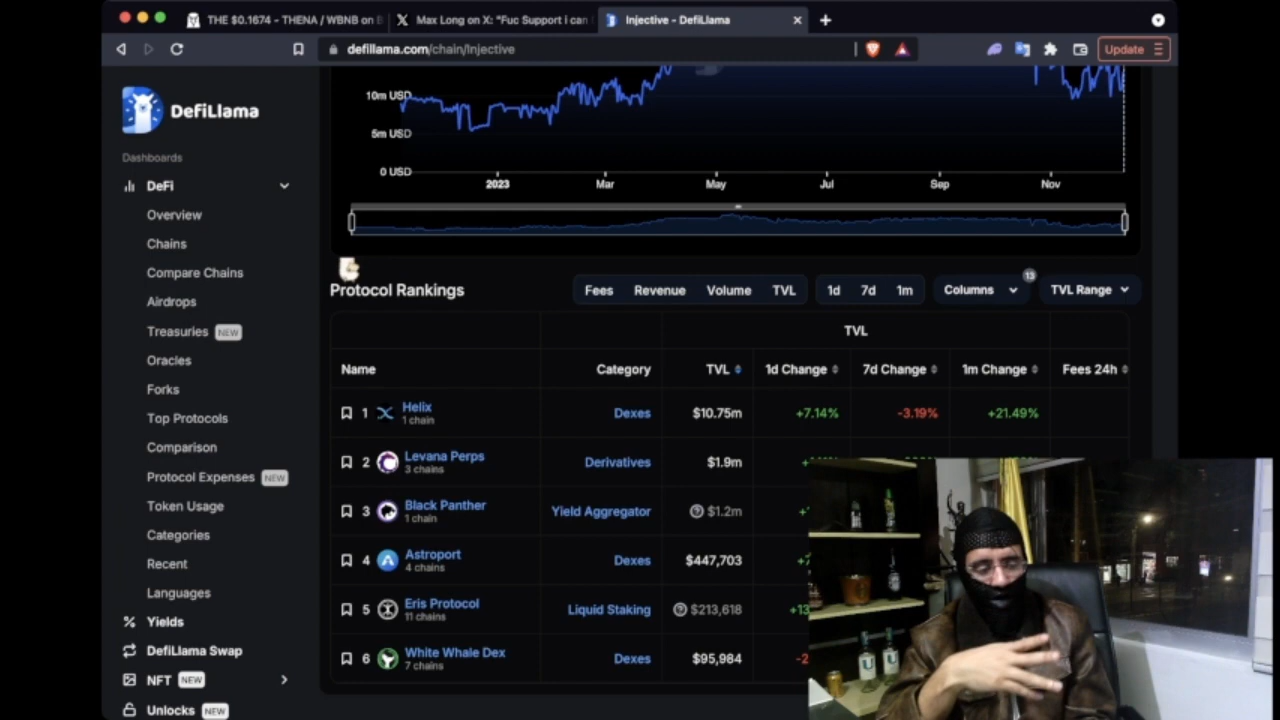 THE $0.1674 - THENA / WBNB on
Max Long on X: "Fuc Support i can
Injective - DefiLlama
defillama.com/chain/Injective
Update
DefiLlama
Dashboards
DeFi
Overview
Chains
Compare Chains
Airdrops
Treasuries NEW
Oracles
Forks
Top Protocols
Comparison
Protocol Expenses NEW
Token Usage
Categories
Recent
Languages
Yields
DefiLlama Swap
NFT NEW
Unlocks NEW
10m USD
5m USD
0 USD
2023 Mar May Jul Sep Nov
Protocol Rankings
Fees Revenue Volume TVL
1d 7d 1m
Columns 13
TVL Range
TVL
Name Category TVL 1d Change 7d Change 1m Change Fees 24h
1 Helix Dexes $10.75m +7.14% -3.19% +21.49%
1 chain
2 Levana Perps Derivatives $1.9m
3 chains
3 Black Panther Yield Aggregator $1.2m
1 chain
4 Astroport Dexes $447,703
4 chains
5 Eris Protocol Liquid Staking $213,618 +13
11 chains
6 White Whale Dex Dexes $95,984 -2
7 chains